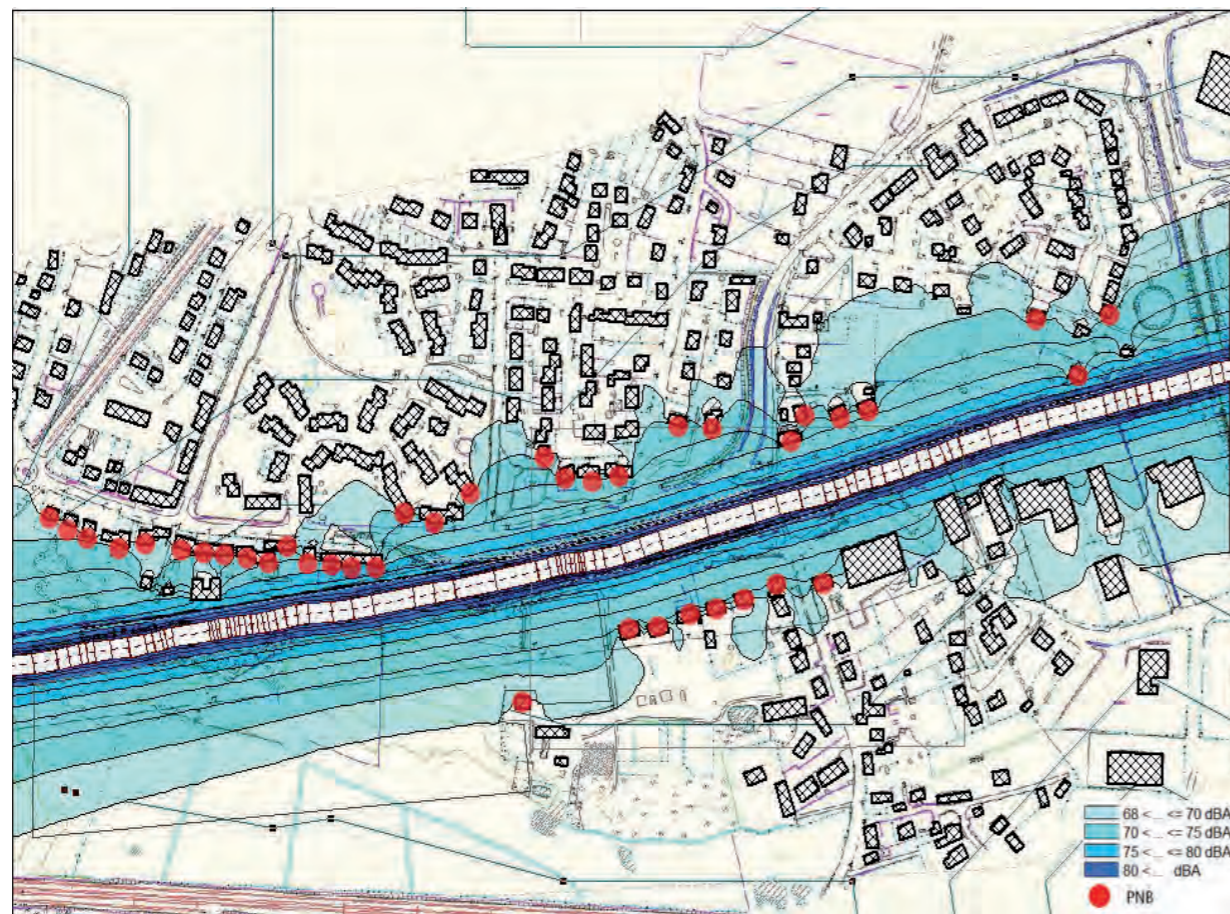 68 < _ <= 70 dBA
70 < _ <= 75 dBA
75 < _ <= 80 dBA
80 < _ dBA
PNB